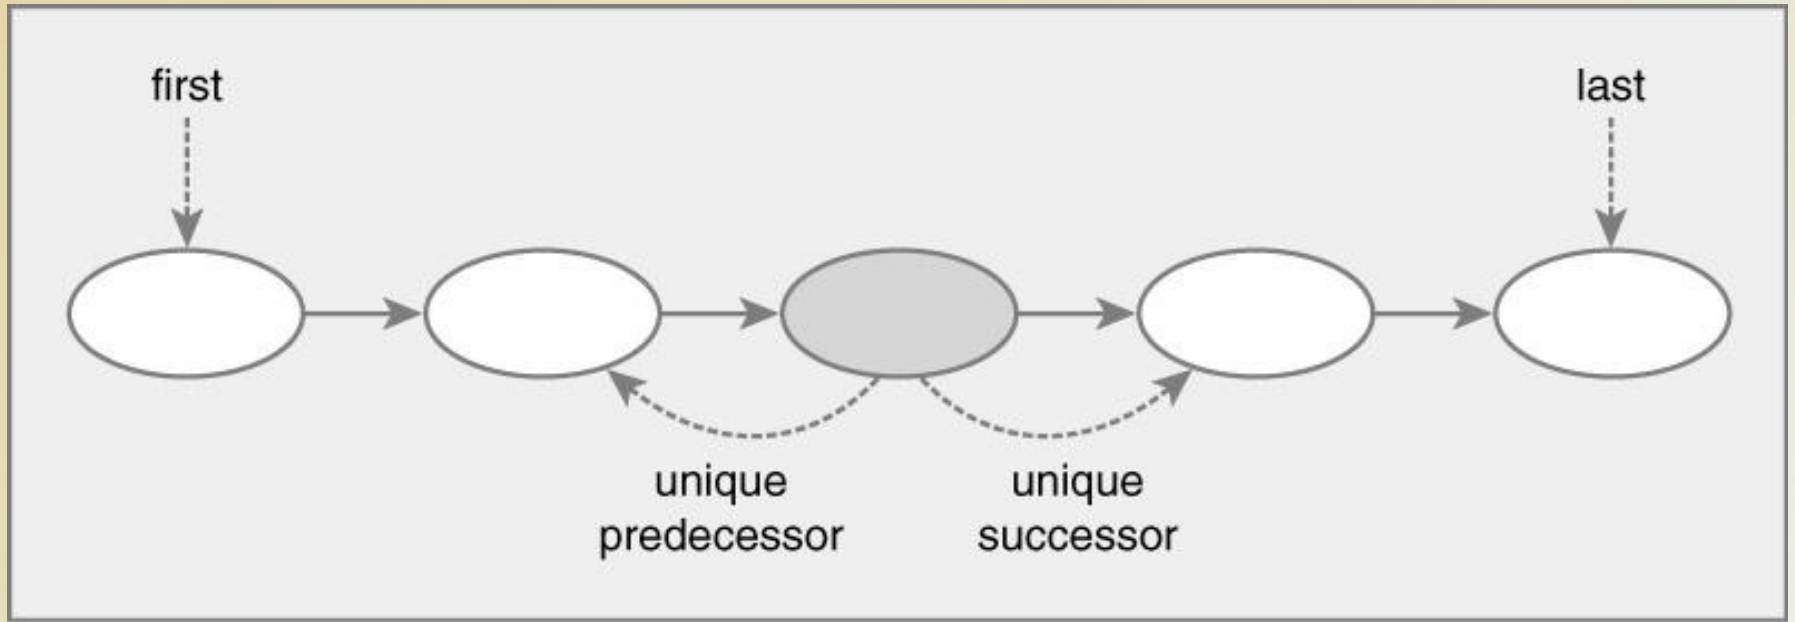 first
last
unique
predecessor
unique
successor